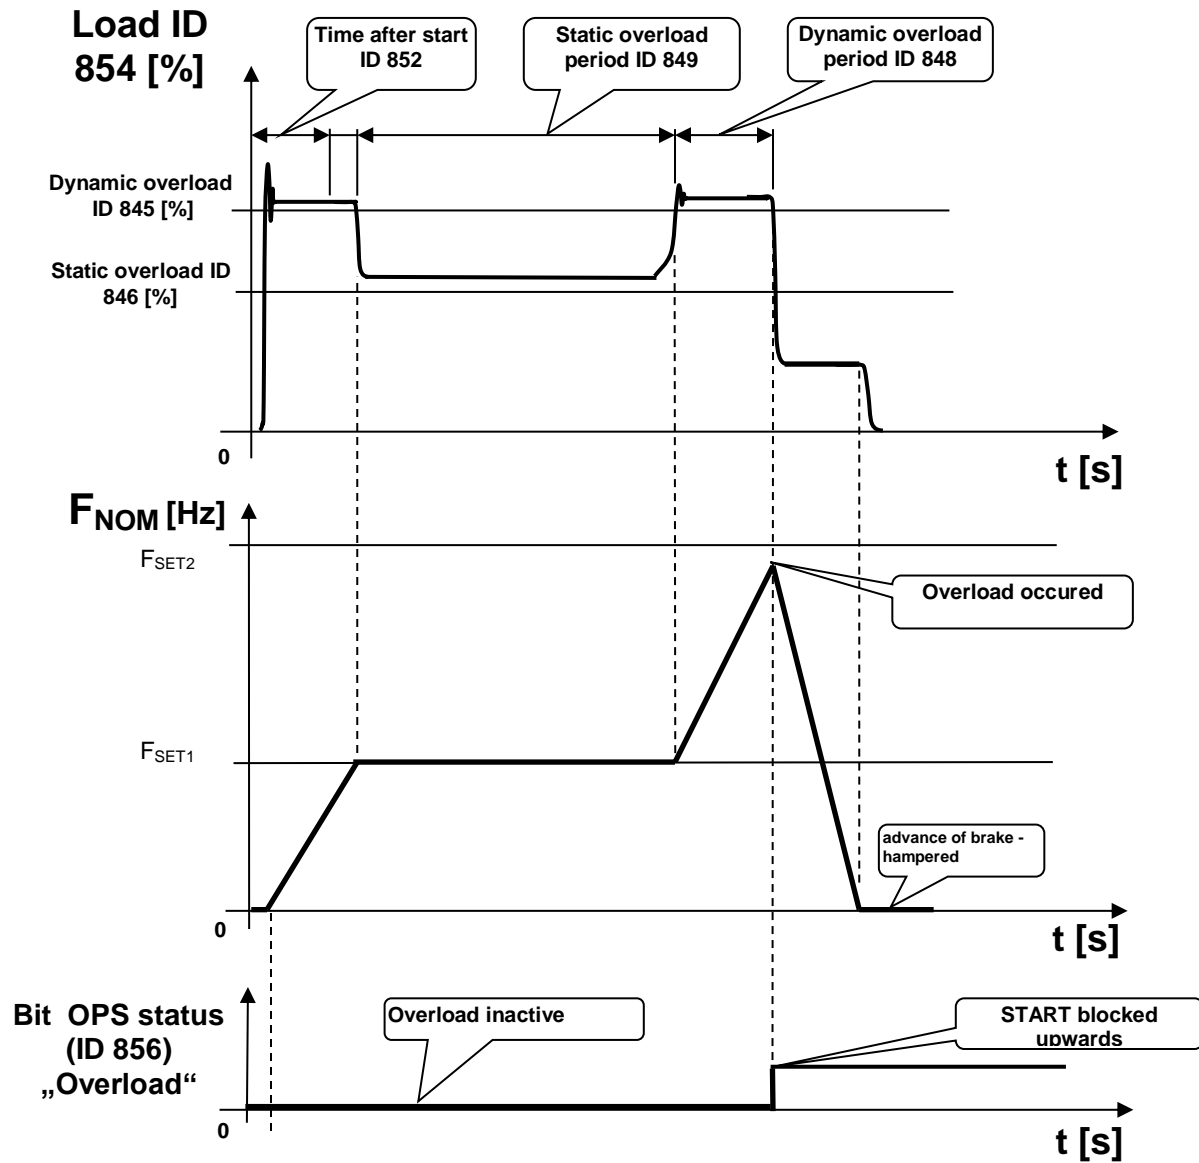 Load ID
854 [%]
Time after start
ID 852
Static overload
period ID 849
Dynamic overload
period ID 848
Dynamic overload
ID 845 [%]
Static overload ID
846 [%]
0
t [s]
FNOM [Hz]
FSET2
Overload occured
FSET1
advance of brake -
hampered
0
t [s]
Bit OPS status
(ID 856)
„Overload“
Overload inactive
START blocked
upwards
0
t [s]